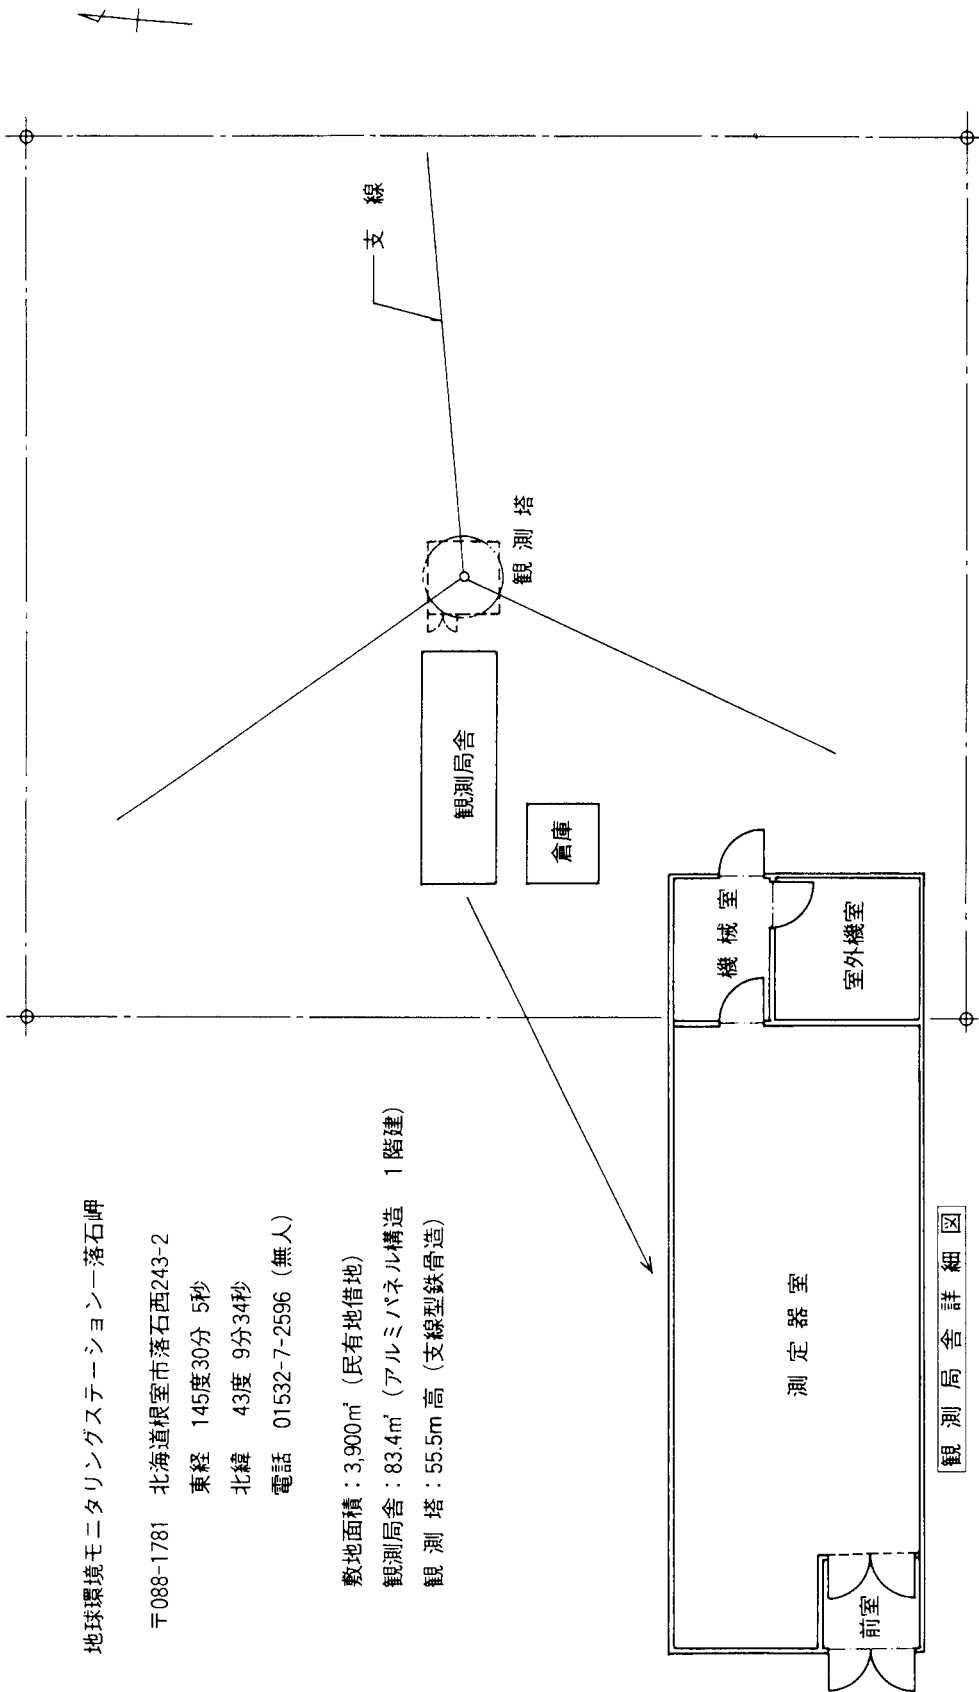 地球環境モニタリングステーション－落石岬
〒088-1781 北海道根室市落石西243-2
東経 145度30分 5秒
北緯 43度 9分34秒
電話 01532-7-2596 (無人)
敷地面積：3,900㎡ (民有地借地)
観測局舎：83.4㎡ (アルミパネル構造 1階建)
観測塔：55.5m高 (支線型鉄骨造)
支線
観測塔
観測局舎
倉庫
機械室
室外機室
測定器室
前室
観測局舎詳細図